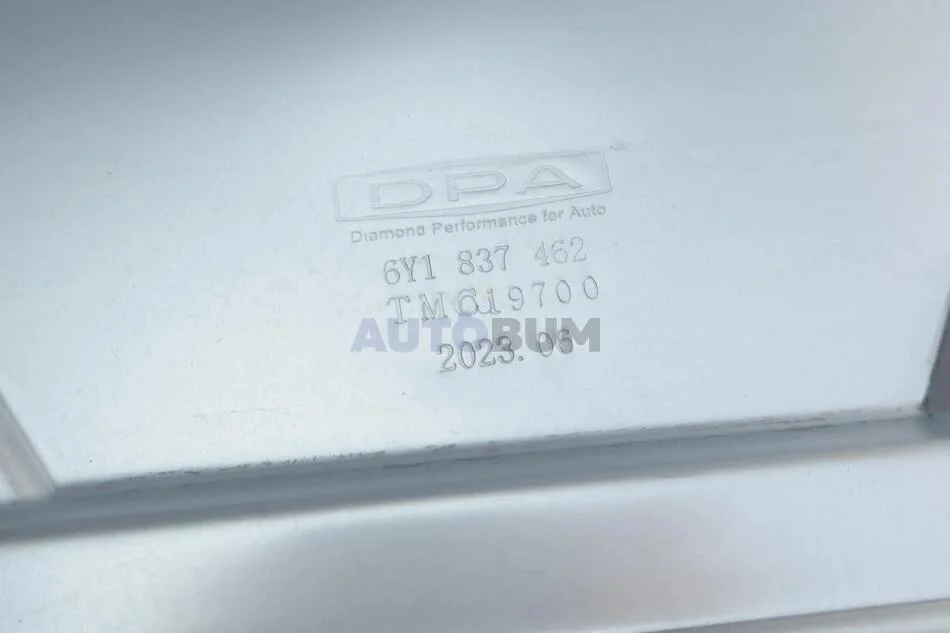 DPA®
Diamond Performance for Auto
6Y1 837 462
TMG19700
AUTOBUM
2023.06